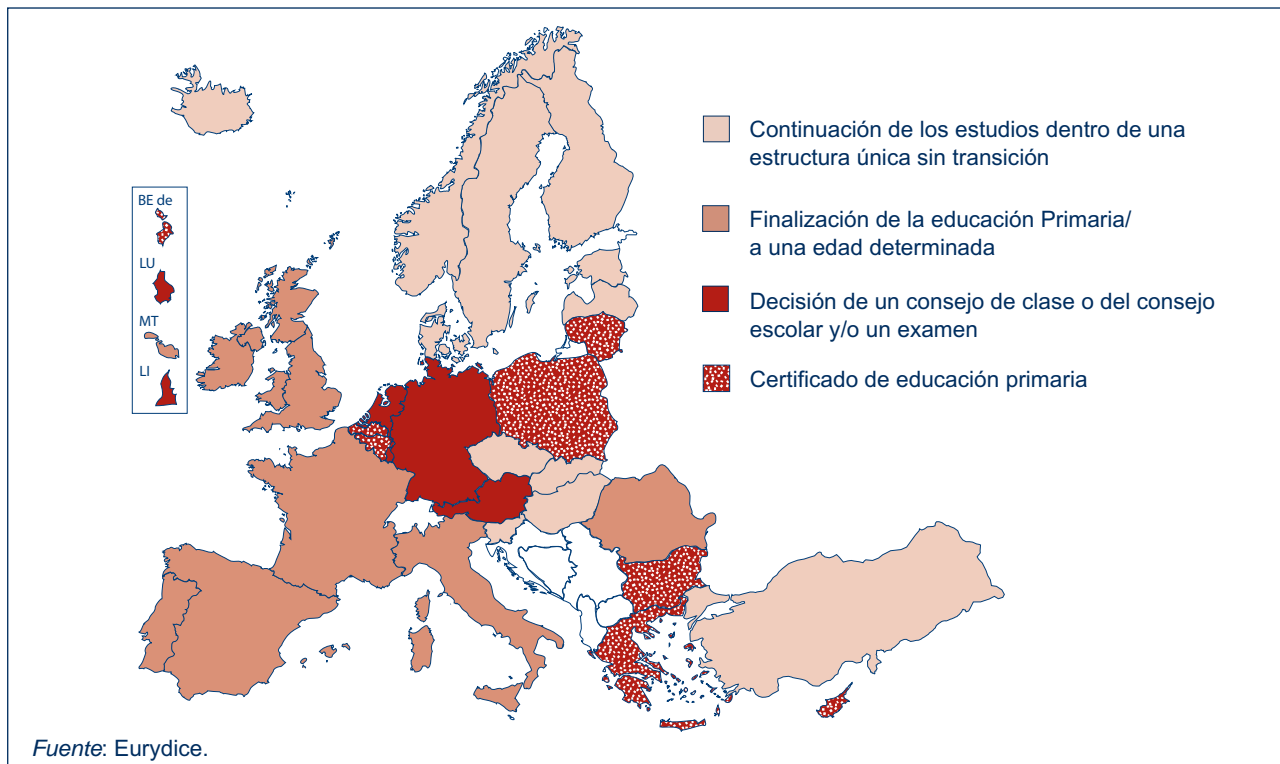 Continuación de los estudios dentro de una
estructura única sin transición
BE de
Finalización de la educación Primaria/
a una edad determinada
LU
Decisión de un consejo de clase o del consejo
escolar y/o un examen
MT
LI
Certificado de educación primaria
Fuente: Eurydice.